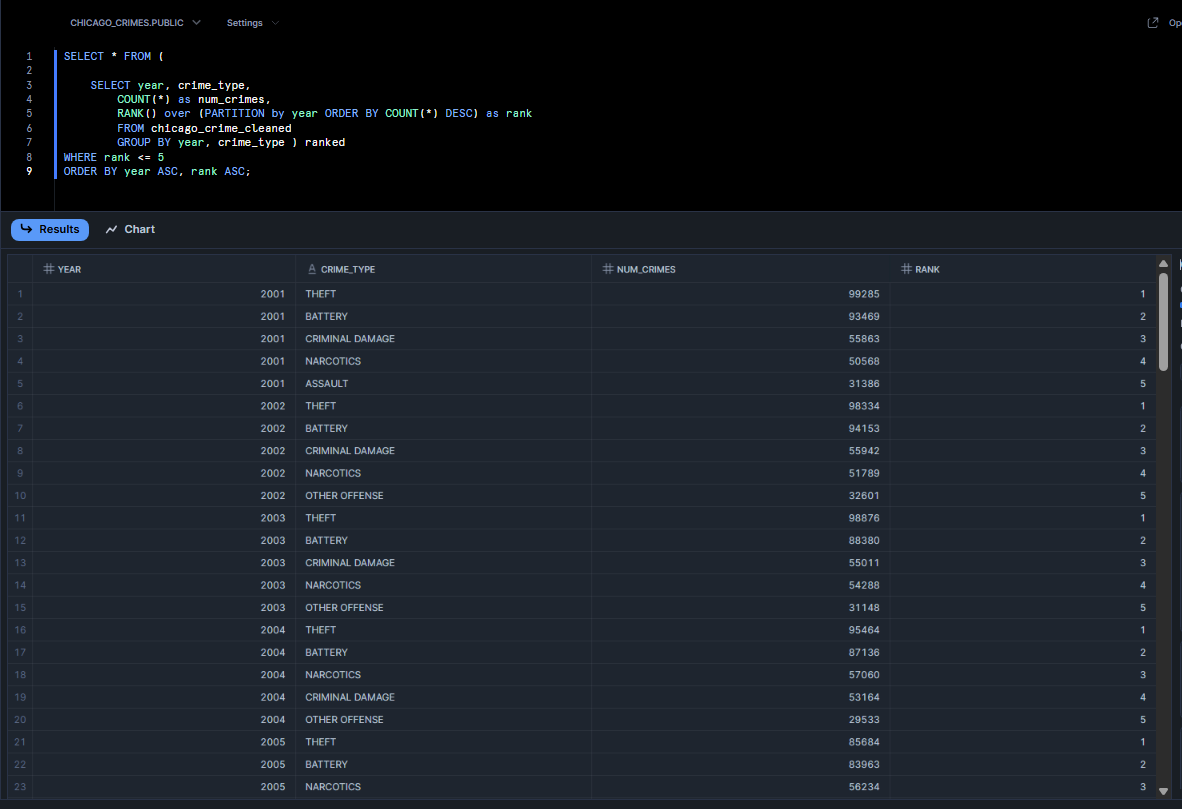 CHICAGO_CRIMES.PUBLIC Settings
1 SELECT * FROM (
2
3 SELECT year, crime_type,
4 COUNT(*) as num_crimes,
5 RANK() over (PARTITION by year ORDER BY COUNT(*) DESC) as rank
6 FROM chicago_crime_cleaned
7 GROUP BY year, crime_type ) ranked
8 WHERE rank <= 5
9 ORDER BY year ASC, rank ASC;
Results Chart
YEAR CRIME_TYPE NUM_CRIMES RANK
1 2001 THEFT 99285 1
2 2001 BATTERY 93469 2
3 2001 CRIMINAL DAMAGE 55863 3
4 2001 NARCOTICS 50568 4
5 2001 ASSAULT 31386 5
6 2002 THEFT 98334 1
7 2002 BATTERY 94153 2
8 2002 CRIMINAL DAMAGE 55942 3
9 2002 NARCOTICS 51789 4
10 2002 OTHER OFFENSE 32601 5
11 2003 THEFT 98876 1
12 2003 BATTERY 88380 2
13 2003 CRIMINAL DAMAGE 55011 3
14 2003 NARCOTICS 54288 4
15 2003 OTHER OFFENSE 31148 5
16 2004 THEFT 95464 1
17 2004 BATTERY 87136 2
18 2004 NARCOTICS 57060 3
19 2004 CRIMINAL DAMAGE 53164 4
20 2004 OTHER OFFENSE 29533 5
21 2005 THEFT 85684 1
22 2005 BATTERY 83963 2
23 2005 NARCOTICS 56234 3